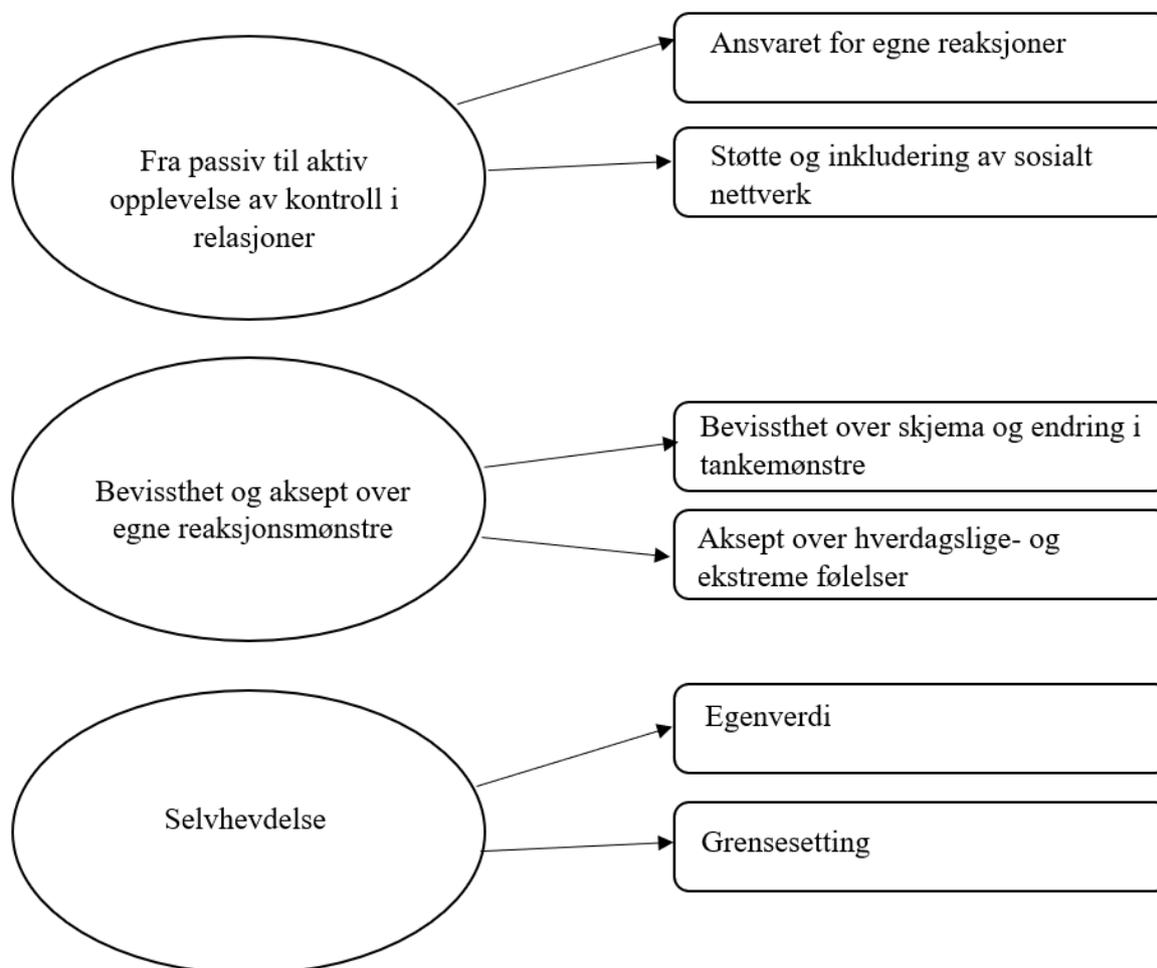 Fra passiv til aktiv
opplevelse av kontroll i
relasjoner
Ansvaret for egne reaksjoner
Støtte og inkludering av sosialt
nettverk
Bevissthet og aksept over
egne reaksjonsmønstre
Bevissthet over skjema og endring i
tankemønstre
Aksept over hverdagslige- og
ekstreme følelser
Selvhevdelse
Egenverdi
Grensesetting